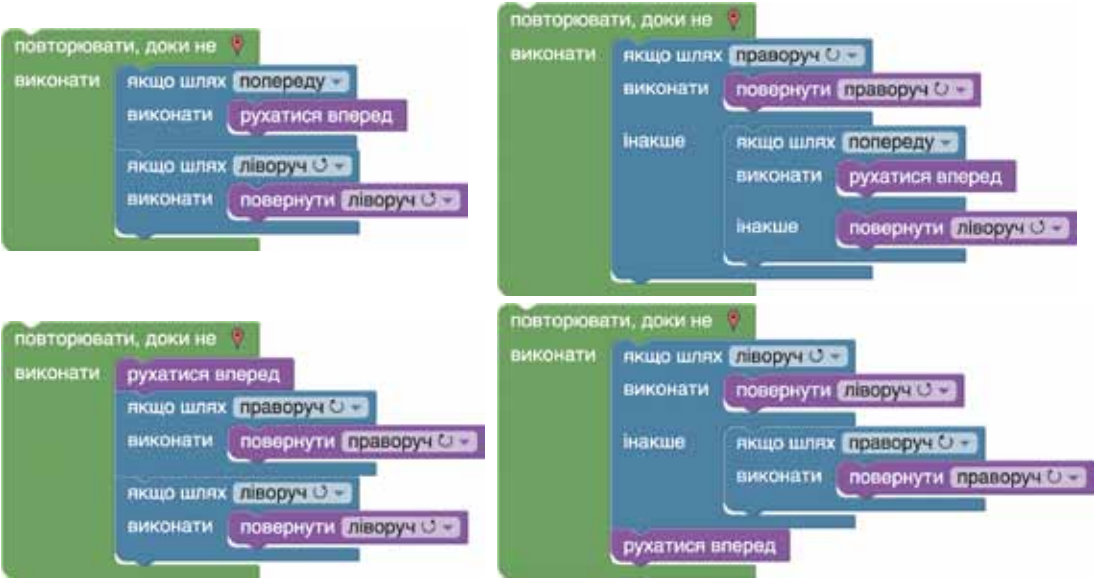 повторювати, доки не
виконати
якщо шлях попереду
виконати рухатися вперед
якщо шлях ліворуч
виконати повернути ліворуч
повторювати, доки не
виконати
якщо шлях праворуч
виконати повернути праворуч
інакше
якщо шлях попереду
виконати рухатися вперед
інакше повернути ліворуч
повторювати, доки не
виконати рухатися вперед
якщо шлях праворуч
виконати повернути праворуч
якщо шлях ліворуч
виконати повернути ліворуч
повторювати, доки не
виконати
якщо шлях ліворуч
виконати повернути ліворуч
інакше
якщо шлях праворуч
виконати повернути праворуч
рухатися вперед